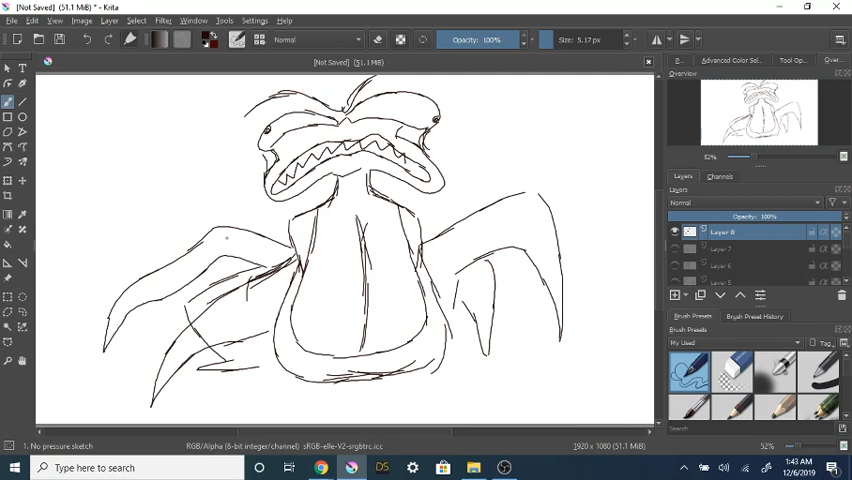 [Not Saved] (51.1 MiB) * - Krita
File Edit View Image Layer Select Filter Tools Settings Help
Normal Opacity: 100% Size: 5.17 px
[Not Saved] (51.1 MiB)
P... Advanced Color Sel... Tool Op... Over...
Overview
52%
Layers Channels
Layers
Normal
Opacity: 100%
Layer 8
Layer 7
Layer 6
Layer 5
Brush Presets Brush Preset History
Brush Presets
My Used Tag
Search
1. No pressure sketch RGB/Alpha (8-bit integer/channel) sRGB-elle-V2-srgbtrc.icc 1920 x 1080 (51.1 MiB) 52%
Type here to search DS 1:43 AM
12/6/2019